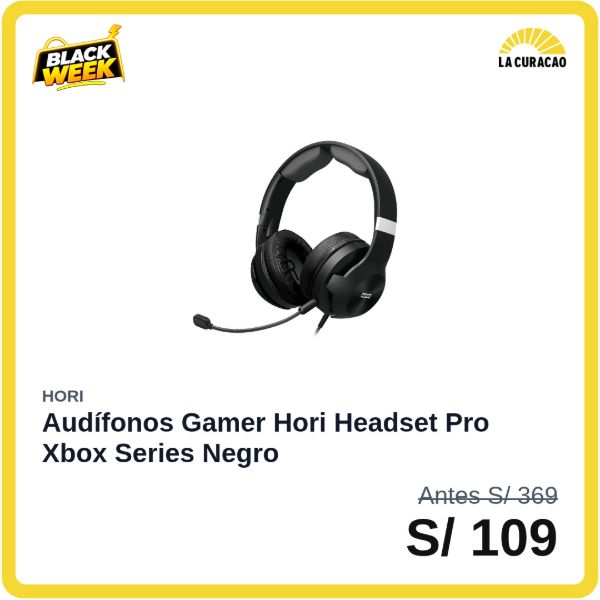 BLACK
WEEK
LA CURACAO
HORI
Audífonos Gamer Hori Headset Pro
Xbox Series Negro
Antes S/ 369
S/ 109